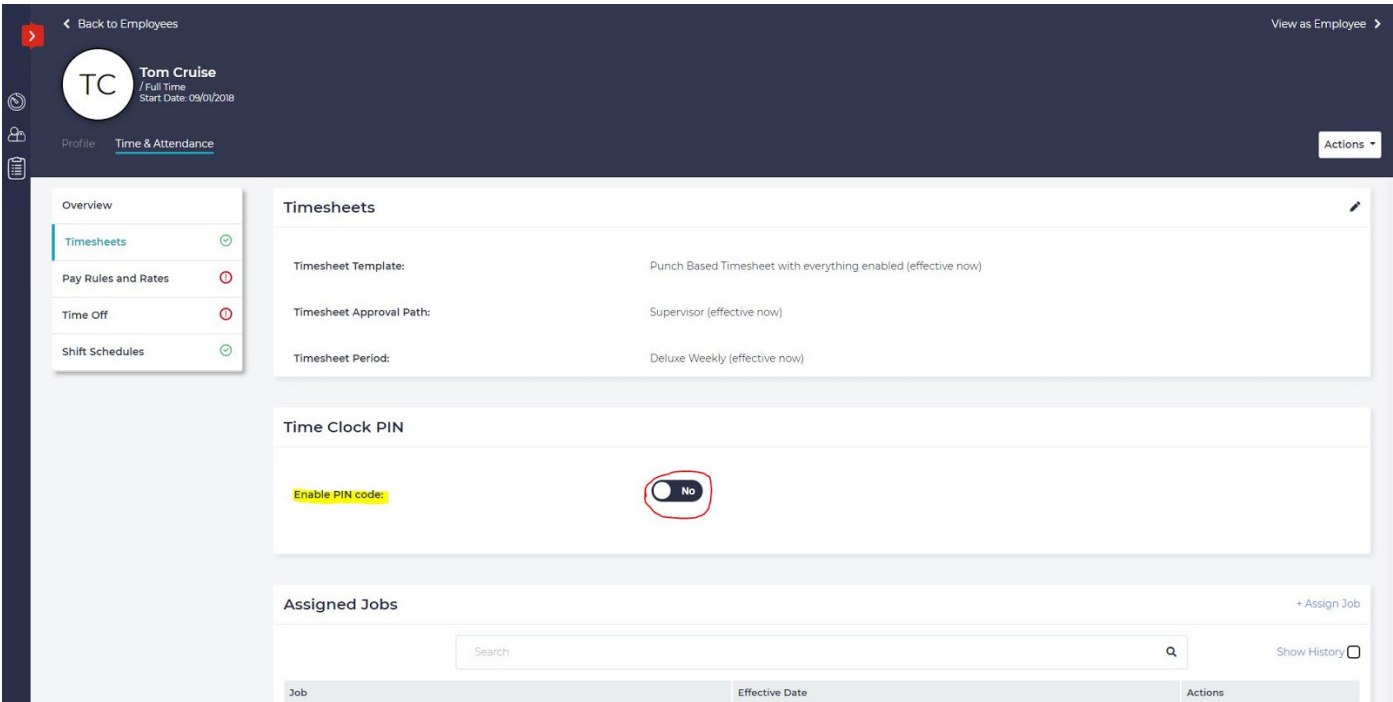 Back to Employees
View as Employee
TC
Tom Cruise
/ Full Time
Start Date: 09/01/2018
Profile Time & Attendance
Actions
Overview
Timesheets
Pay Rules and Rates
Time Off
Shift Schedules
Timesheets
Timesheet Template: Punch Based Timesheet with everything enabled (effective now)
Timesheet Approval Path: Supervisor (effective now)
Timesheet Period: Deluxe Weekly (effective now)
Time Clock PIN
Enable PIN code: No
Assigned Jobs
+ Assign Job
Search
Show History
Job Effective Date Actions